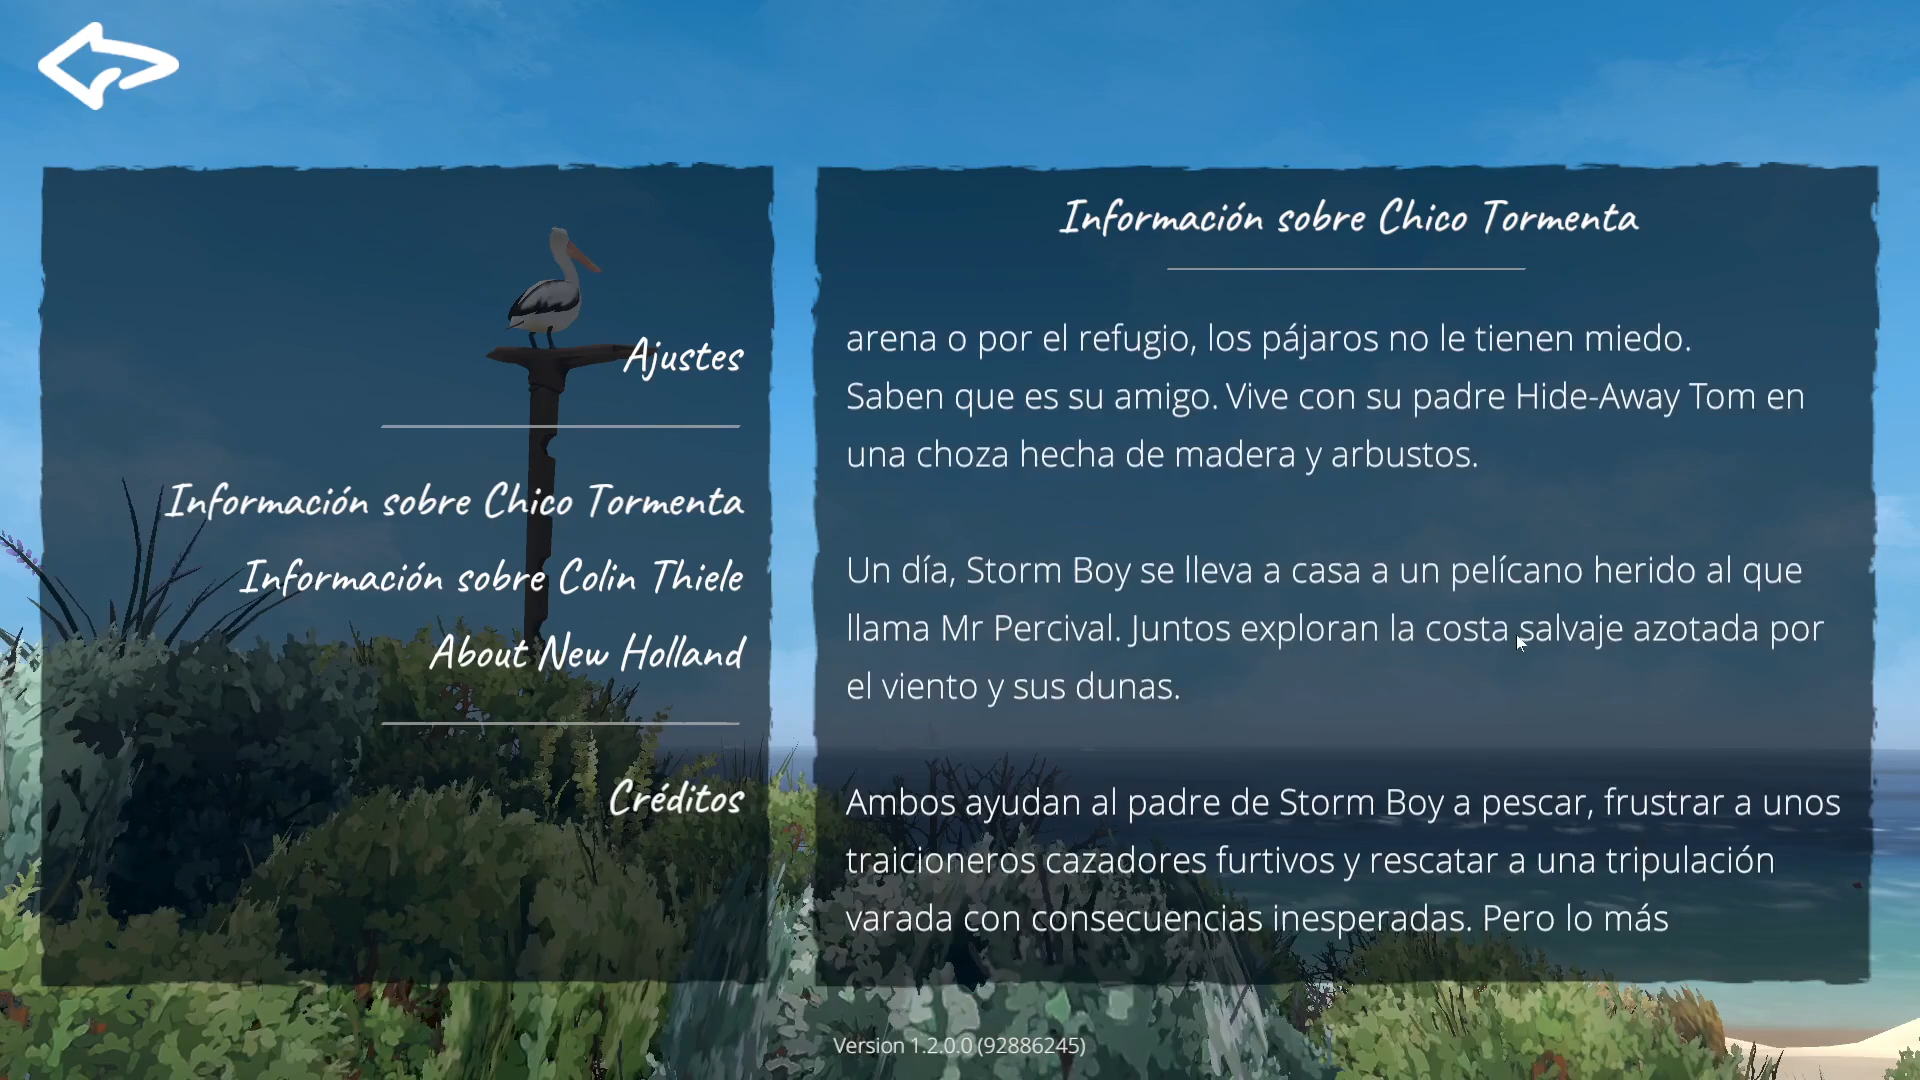 Ajustes
Información sobre Chico Tormenta
Información sobre Colin Thiele
About New Holland
Créditos
Información sobre Chico Tormenta
arena o por el refugio, los pájaros no le tienen miedo.
Saben que es su amigo. Vive con su padre Hide-Away Tom en
una choza hecha de madera y arbustos.
Un día, Storm Boy se lleva a casa a un pelícano herido al que
llama Mr Percival. Juntos exploran la costa salvaje azotada por
el viento y sus dunas.
Ambos ayudan al padre de Storm Boy a pescar, frustrar a unos
traicioneros cazadores furtivos y rescatar a una tripulación
varada con consecuencias inesperadas. Pero lo más
Version 1.2.0.0 (92886245)